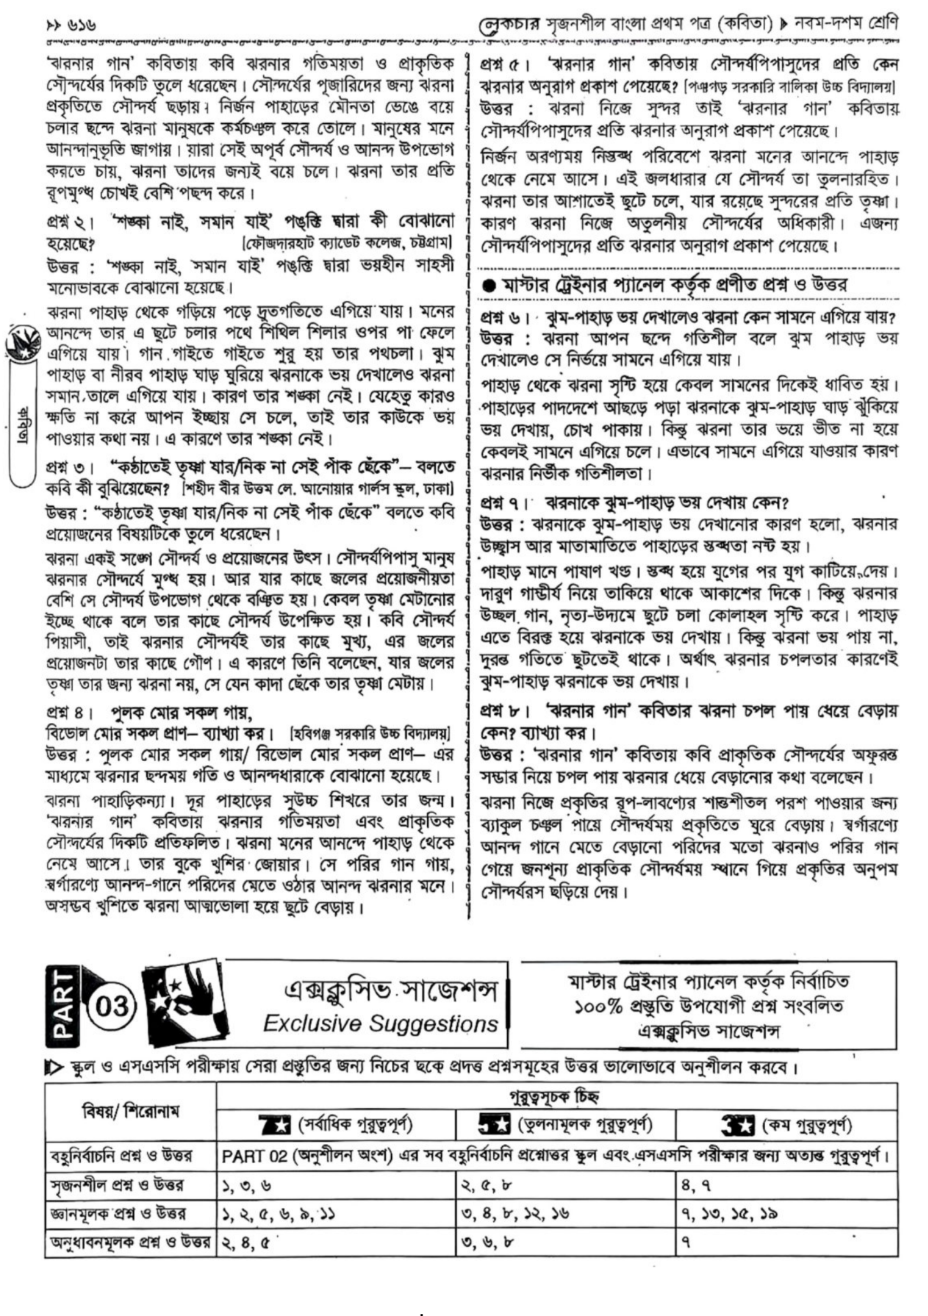 ›› ৬১৬
লেকচার সৃজনশীল বাংলা প্রথম পত্র (কবিতা) ▶ নবম-দশম শ্রেণি
'ঝরনার গান' কবিতায় কবি ঝরনার গতিময়তা ও প্রাকৃতিক
সৌন্দর্যের দিকটি তুলে ধরেছেন। সৌন্দর্যের পূজারিদের জন্য ঝরনা
প্রকৃতিতে সৌন্দর্য ছড়ায়। নির্জন পাহাড়ের মৌনতা ভেঙে বয়ে
চলার ছন্দে ঝরনা মানুষকে কর্মচঞ্চল করে তোলে। মানুষের মনে
আনন্দানুভূতি জাগায়। যারা সেই অপূর্ব সৌন্দর্য ও আনন্দ উপভোগ
করতে চায়, ঝরনা তাদের জন্যই বয়ে চলে। ঝরনা তার প্রতি
রূপমুগ্ধ চোখই বেশি পছন্দ করে।
প্রশ্ন ২। 'শঙ্কা নাই, সমান যাই' পঙ্‌ক্তি দ্বারা কী বোঝানো
হয়েছে? [ফৌজদারহাট ক্যাডেট কলেজ, চট্টগ্রাম]
উত্তর : 'শঙ্কা নাই, সমান যাই' পঙ্‌ক্তি দ্বারা ভয়হীন সাহসী
মনোভাবকে বোঝানো হয়েছে।
ঝরনা পাহাড় থেকে গড়িয়ে পড়ে দ্রুতগতিতে এগিয়ে যায়। মনের
আনন্দে তার এ ছুটে চলার পথে শিথিল শিলার ওপর পা ফেলে
এগিয়ে যায়। গান গাইতে গাইতে শুরু হয় তার পথচলা। ঝুম
পাহাড় বা নীরব পাহাড় ঘাড় ঘুরিয়ে ঝরনাকে ভয় দেখালেও ঝরনা
সমান তালে এগিয়ে যায়। কারণ তার শঙ্কা নেই। যেহেতু কারও
ক্ষতি না করে আপন ইচ্ছায় সে চলে, তাই তার কাউকে ভয়
পাওয়ার কথা নয়। এ কারণে তার শঙ্কা নেই।
কবিতা
প্রশ্ন ৩। "কণ্ঠাতেই তৃষ্ণা যার/নিক না সেই পাঁক ছেঁকে"– বলতে
কবি কী বুঝিয়েছেন? [শহীদ বীর উত্তম লে. আনোয়ার গার্লস স্কুল, ঢাকা]
উত্তর : "কণ্ঠাতেই তৃষ্ণা যার/নিক না সেই পাঁক ছেঁকে" বলতে কবি
প্রয়োজনের বিষয়টিকে তুলে ধরেছেন।
ঝরনা একই সঙ্গে সৌন্দর্য ও প্রয়োজনের উৎস। সৌন্দর্যপিপাসু মানুষ
ঝরনার সৌন্দর্যে মুগ্ধ হয়। আর যার কাছে জলের প্রয়োজনীয়তা
বেশি সে সৌন্দর্য উপভোগ থেকে বঞ্চিত হয়। কেবল তৃষ্ণা মেটানোর
ইচ্ছে থাকে বলে তার কাছে সৌন্দর্য উপেক্ষিত হয়। কবি সৌন্দর্য
পিয়াসী, তাই ঝরনার সৌন্দর্যই তার কাছে মুখ্য, এর জলের
প্রয়োজনটা তার কাছে গৌণ। এ কারণে তিনি বলেছেন, যার জলের
তৃষ্ণা তার জন্য ঝরনা নয়, সে যেন কাদা ছেঁকে তার তৃষ্ণা মেটায়।
প্রশ্ন ৪। পুলক মোর সকল গায়,
বিভোল মোর সকল প্রাণ– ব্যাখ্যা কর। [হবিগঞ্জ সরকারি উচ্চ বিদ্যালয়]
উত্তর : পুলক মোর সকল গায়/ বিভোল মোর সকল প্রাণ– এর
মাধ্যমে ঝরনার ছন্দময় গতি ও আনন্দধারাকে বোঝানো হয়েছে।
ঝরনা পাহাড়িকন্যা। দূর পাহাড়ের সুউচ্চ শিখরে তার জন্ম।
'ঝরনার গান' কবিতায় ঝরনার গতিময়তা এবং প্রাকৃতিক
সৌন্দর্যের দিকটি প্রতিফলিত। ঝরনা মনের আনন্দে পাহাড় থেকে
নেমে আসে। তার বুকে খুশির জোয়ার। সে পরির গান গায়,
স্বর্গারণ্যে আনন্দ-গানে পরিদের মেতে ওঠার আনন্দ ঝরনার মনে।
অসম্ভব খুশিতে ঝরনা আত্মভোলা হয়ে ছুটে বেড়ায়।
প্রশ্ন ৫। 'ঝরনার গান' কবিতায় সৌন্দর্যপিপাসুদের প্রতি কেন
ঝরনার অনুরাগ প্রকাশ পেয়েছে? [পঞ্চগড় সরকারি বালিকা উচ্চ বিদ্যালয়]
উত্তর : ঝরনা নিজে সুন্দর তাই 'ঝরনার গান' কবিতায়
সৌন্দর্যপিপাসুদের প্রতি ঝরনার অনুরাগ প্রকাশ পেয়েছে।
নির্জন অরণ্যময় নিস্তব্ধ পরিবেশে ঝরনা মনের আনন্দে পাহাড়
থেকে নেমে আসে। এই জলধারার যে সৌন্দর্য তা তুলনারহিত।
ঝরনা তার আশাতেই ছুটে চলে, যার রয়েছে সুন্দরের প্রতি তৃষ্ণা।
কারণ ঝরনা নিজে অতুলনীয় সৌন্দর্যের অধিকারী। এজন্য
সৌন্দর্যপিপাসুদের প্রতি ঝরনার অনুরাগ প্রকাশ পেয়েছে।
● মাস্টার ট্রেইনার প্যানেল কর্তৃক প্রণীত প্রশ্ন ও উত্তর
প্রশ্ন ৬। ঝুম-পাহাড় ভয় দেখালেও ঝরনা কেন সামনে এগিয়ে যায়?
উত্তর : ঝরনা আপন ছন্দে গতিশীল বলে ঝুম পাহাড় ভয়
দেখালেও সে নির্ভয়ে সামনে এগিয়ে যায়।
পাহাড় থেকে ঝরনা সৃষ্টি হয়ে কেবল সামনের দিকেই ধাবিত হয়।
পাহাড়ের পাদদেশে আছড়ে পড়া ঝরনাকে ঝুম-পাহাড় ঘাড় ঝুঁকিয়ে
ভয় দেখায়, চোখ পাকায়। কিন্তু ঝরনা তার ভয়ে ভীত না হয়ে
কেবলই সামনে এগিয়ে চলে। এভাবে সামনে এগিয়ে যাওয়ার কারণ
ঝরনার নির্ভীক গতিশীলতা।
প্রশ্ন ৭। ঝরনাকে ঝুম-পাহাড় ভয় দেখায় কেন?
উত্তর : ঝরনাকে ঝুম-পাহাড় ভয় দেখানোর কারণ হলো, ঝরনার
উচ্ছ্বাস আর মাতামাতিতে পাহাড়ের স্তব্ধতা নস্ট হয়।
পাহাড় মানে পাষাণ খণ্ড। স্তব্ধ হয়ে যুগের পর যুগ কাটিয়ে দেয়।
দারুণ গাম্ভীর্য নিয়ে তাকিয়ে থাকে আকাশের দিকে। কিন্তু ঝরনার
উচ্ছল গান, নৃত্য-উদ্যমে ছুটে চলা কোলাহল সৃষ্টি করে। পাহাড়
এতে বিরক্ত হয়ে ঝরনাকে ভয় দেখায়। কিন্তু ঝরনা ভয় পায় না,
দুরন্ত গতিতে ছুটতেই থাকে। অর্থাৎ ঝরনার চপলতার কারণেই
ঝুম-পাহাড় ঝরনাকে ভয় দেখায়।
প্রশ্ন ৮। 'ঝরনার গান' কবিতার ঝরনা চপল পায় ধেয়ে বেড়ায়
কেন? ব্যাখ্যা কর।
উত্তর : 'ঝরনার গান' কবিতায় কবি প্রাকৃতিক সৌন্দর্যের অফুরন্ত
সম্ভার নিয়ে চপল পায় ঝরনার ধেয়ে বেড়ানোর কথা বলেছেন।
ঝরনা নিজে প্রকৃতির রূপ-লাবণ্যের শান্তশীতল পরশ পাওয়ার জন্য
ব্যাকুল চঞ্চল পায়ে সৌন্দর্যময় প্রকৃতিতে ঘুরে বেড়ায়। স্বর্গারণ্যে
আনন্দ গানে মেতে বেড়ানো পরিদের মতো ঝরনাও পরির গান
গেয়ে জনশূন্য প্রাকৃতিক সৌন্দর্যময় স্থানে গিয়ে প্রকৃতির অনুপম
সৌন্দর্যরস ছড়িয়ে দেয়।
PART 03
এক্সক্লুসিভ সাজেশন্স
Exclusive Suggestions
মাস্টার ট্রেইনার প্যানেল কর্তৃক নির্বাচিত
১০০% প্রস্তুতি উপযোগী প্রশ্ন সংবলিত
এক্সক্লুসিভ সাজেশন্স
▷ স্কুল ও এসএসসি পরীক্ষায় সেরা প্রস্তুতির জন্য নিচের ছকে প্রদত্ত প্রশ্নসমূহের উত্তর ভালোভাবে অনুশীলন করবে।
বিষয়/ শিরোনাম
গুরুত্বসূচক চিহ্ন
7★ (সর্বাধিক গুরুত্বপূর্ণ) 5★ (তুলনামূলক গুরুত্বপূর্ণ) 3★ (কম গুরুত্বপূর্ণ)
বহুনির্বাচনি প্রশ্ন ও উত্তর PART 02 (অনুশীলন অংশ) এর সব বহুনির্বাচনি প্রশ্নোত্তর স্কুল এবং এসএসসি পরীক্ষার জন্য অত্যন্ত গুরুত্বপূর্ণ।
সৃজনশীল প্রশ্ন ও উত্তর ১, ৩, ৬ ২, ৫, ৮ ৪, ৭
জ্ঞানমূলক প্রশ্ন ও উত্তর ১, ২, ৫, ৬, ৯, ১১ ৩, ৪, ৮, ১২, ১৬ ৭, ১৩, ১৫, ১৯
অনুধাবনমূলক প্রশ্ন ও উত্তর ২, ৪, ৫ ৩, ৬, ৮ ৭